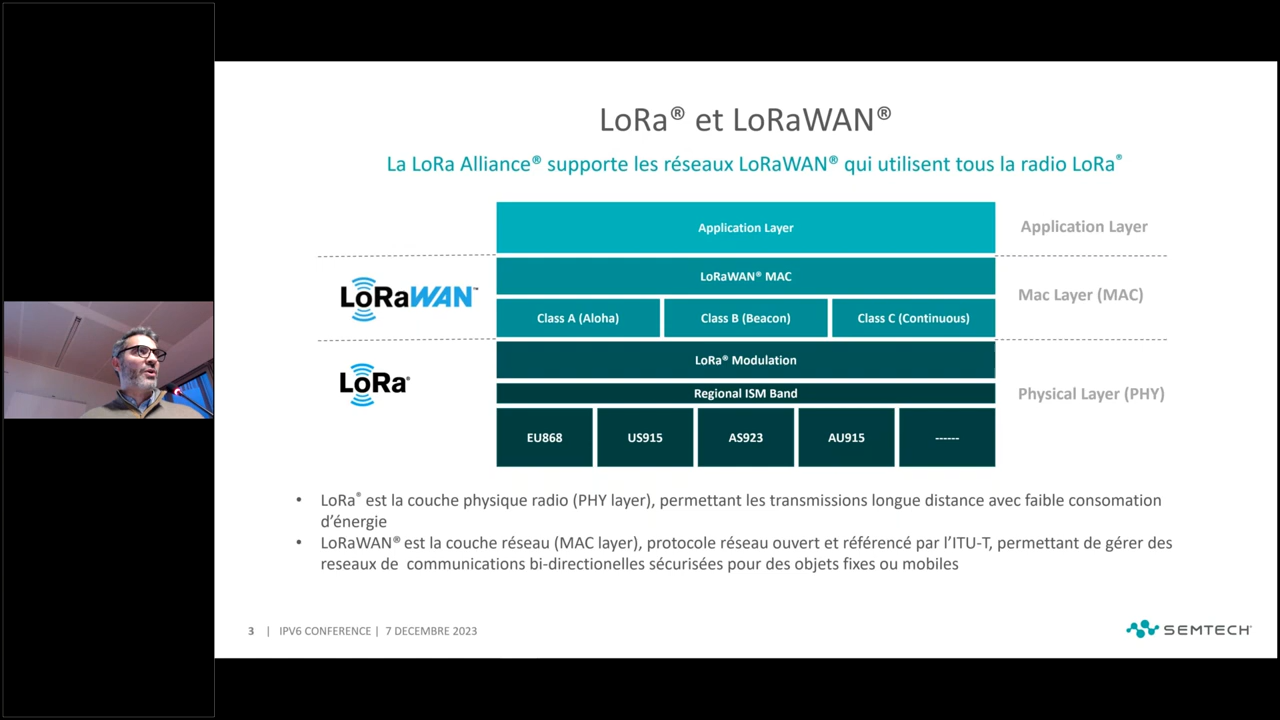 LoRa® et LoRaWAN®
La LoRa Alliance® supporte les réseaux LoRaWAN® qui utilisent tous la radio LoRa®
Application Layer
Application Layer
LoRaWAN™
LoRaWAN® MAC
Mac Layer (MAC)
Class A (Aloha)
Class B (Beacon)
Class C (Continuous)
LoRa®
LoRa® Modulation
Regional ISM Band
Physical Layer (PHY)
EU868
US915
AS923
AU915
------
• LoRa® est la couche physique radio (PHY layer), permettant les transmissions longue distance avec faible consomation
d’énergie
• LoRaWAN® est la couche réseau (MAC layer), protocole réseau ouvert et référencé par l’ITU-T, permettant de gérer des
reseaux de communications bi-directionelles sécurisées pour des objets fixes ou mobiles
3 | IPV6 CONFERENCE | 7 DECEMBRE 2023
SEMTECH